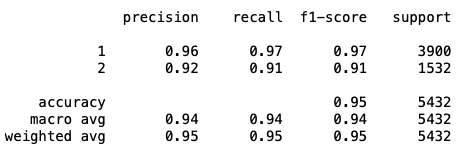 precision recall f1-score support
1 0.96 0.97 0.97 3900
2 0.92 0.91 0.91 1532
accuracy 0.95 5432
macro avg 0.94 0.94 0.94 5432
weighted avg 0.95 0.95 0.95 5432